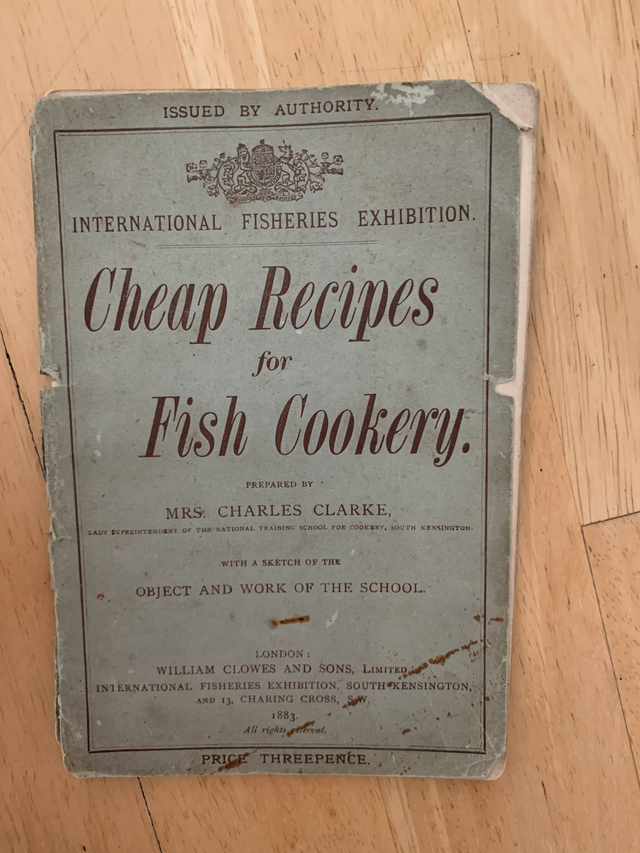 ISSUED BY AUTHORITY.
INTERNATIONAL FISHERIES EXHIBITION.
Cheap Recipes
for
Fish Cookery.
PREPARED BY
MRS. CHARLES CLARKE,
LADY SUPERINTENDENT OF THE NATIONAL TRAINING SCHOOL FOR COOKERY, SOUTH KENSINGTON.
WITH A SKETCH OF THE
OBJECT AND WORK OF THE SCHOOL.
LONDON:
WILLIAM CLOWES AND SONS, LIMITED,
INTERNATIONAL FISHERIES EXHIBITION, SOUTH KENSINGTON,
AND 13, CHARING CROSS, S.W.
1883.
All rights reserved.
PRICE THREEPENCE.